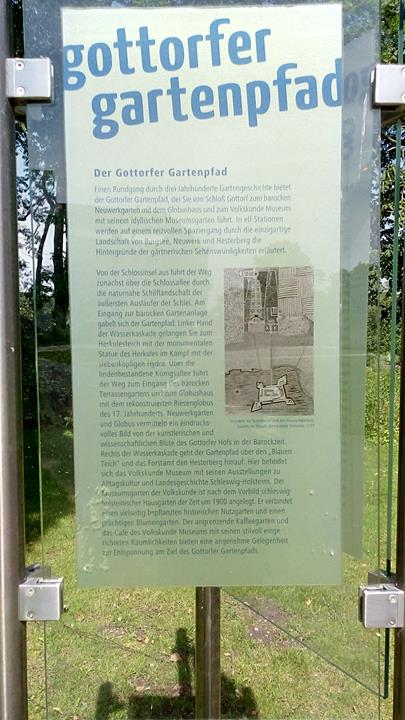 gottorfer
gartenpfad
Der Gottorfer Gartenpfad
Einen Rundgang durch drei Jahrhunderte Gartengeschichte bietet
der Gottorfer Gartenpfad, der Sie von Schloß Gottorf zum barocken
Neuwerkgarten mit dem Globushaus und zum Volkskunde Museum
mit seinem idyllischen Museumsgarten führt. In elf Stationen
werden auf einem reizvollen Spaziergang durch die einzigartige
Landschaft von Burgsee, Neuwerk und Hesterberg die
Hintergründe der gärtnerischen Sehenswürdigkeiten erläutert.
Von der Schlossinsel aus führt der Weg
zunächst über die Schlossallee durch
die naturnahe Schilflandschaft der
äußersten Ausläufer der Schlei. Am
Eingang zur barocken Gartenanlage
gabelt sich der Gartenpfad: Linker Hand
der Wasserkaskade gelangen Sie zum
Herkulesteich mit der monumentalen
Statue des Herkules im Kampf mit der
siebenköpfigen Hydra. Über die
lindenbestandene Königsallee führt
der Weg zum Eingang des barocken
Terrassengartens und zum Globushaus
mit dem rekonstruierten Riesenglobus
des 17. Jahrhunderts. Neuwerkgarten
und Globus vermitteln ein eindrucks-
volles Bild von der künstlerischen und
wissenschaftlichen Blüte des Gottorfer Hofs in der Barockzeit.
Rechts der Wasserkaskade geht der Gartenpfad über den „Blauen
Teich" und das Forstamt den Hesterberg hinauf. Hier befindet
sich das Volkskunde Museum mit seinen Ausstellungen zu
Alltagskultur und Landesgeschichte Schleswig-Holsteins. Der
Museumsgarten der Volkskunde ist nach dem Vorbild schleswig-
holsteinischer Hausgärten der Zeit um 1900 angelegt. Er verbindet
einen vielseitig bepflanzten historischen Nutzgarten und einen
prächtigen Blumengarten. Der angrenzende Kaffeegarten und
das Café des Volkskunde Museums mit seinen stilvoll einge-
richteten Räumlichkeiten bieten eine angenehme Gelegenheit
zur Entspannung am Ziel des Gottorfer Gartenpfads.